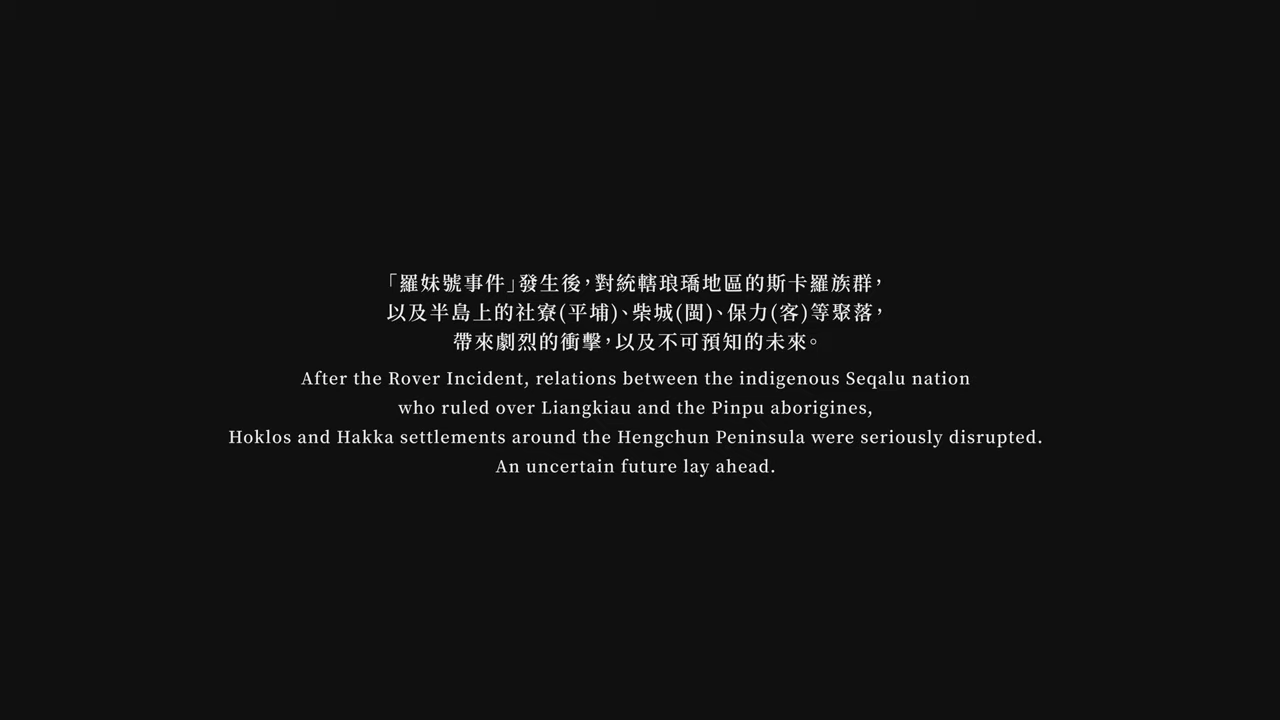 「羅妹號事件」發生後，對統轄琅𤩝地區的斯卡羅族群，
以及半島上的社寮(平埔)、柴城(閩)、保力(客)等聚落，
帶來劇烈的衝擊，以及不可預知的未來。
After the Rover Incident, relations between the indigenous Seqalu nation
who ruled over Liangkiau and the Pinpu aborigines,
Hoklos and Hakka settlements around the Hengchun Peninsula were seriously disrupted.
An uncertain future lay ahead.